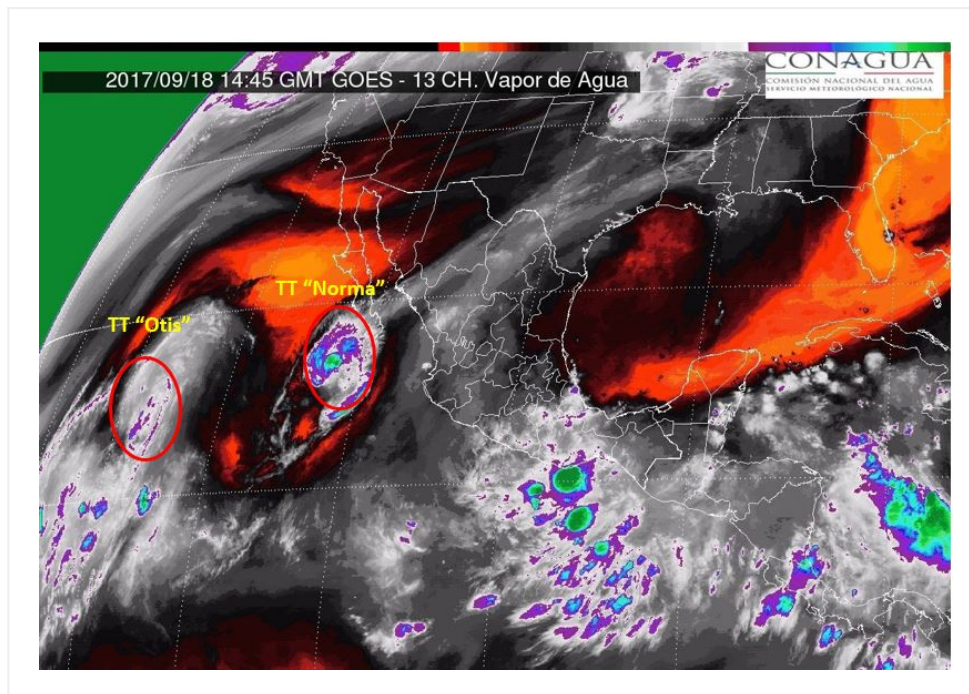 CONAGUA
COMISIÓN NACIONAL DEL AGUA
SERVICIO METEOROLÓGICO NACIONAL
2017/09/18 14:45 GMT GOES - 13 CH. Vapor de Agua
TT “Norma”
TT “Otis”